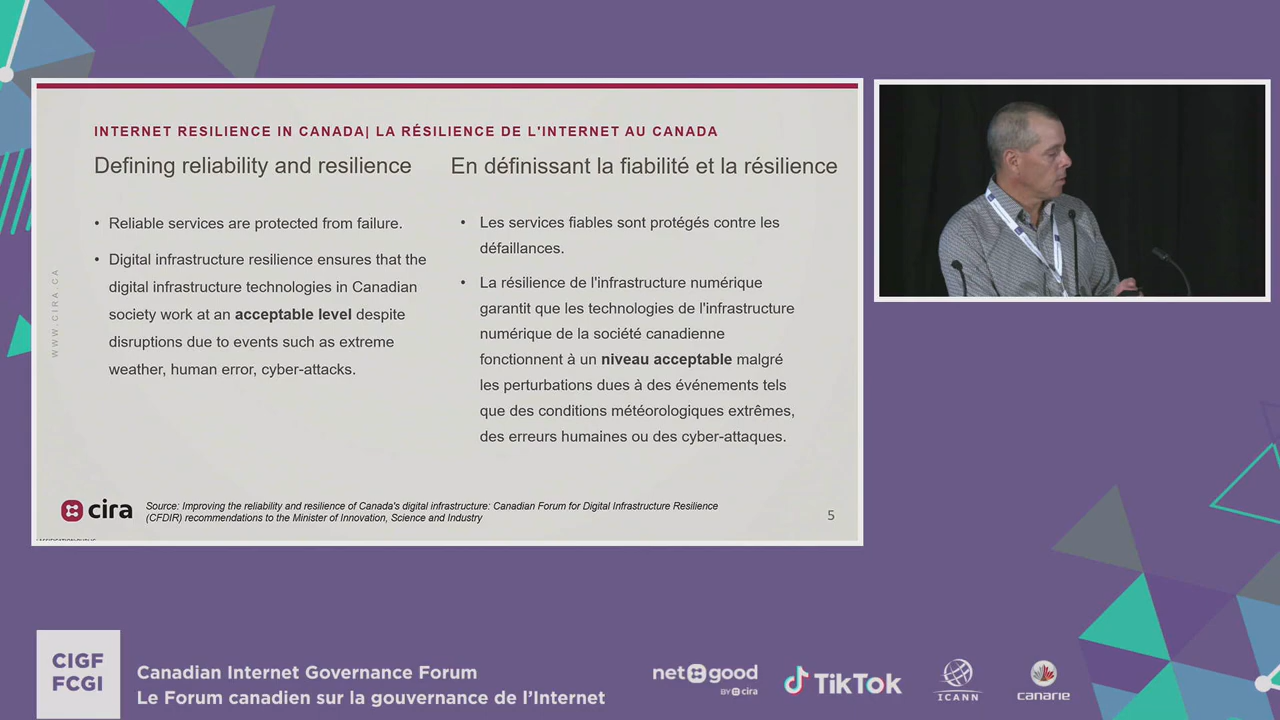 INTERNET RESILIENCE IN CANADA| LA RÉSILIENCE DE L'INTERNET AU CANADA
Defining reliability and resilience
• Reliable services are protected from failure.
• Digital infrastructure resilience ensures that the
digital infrastructure technologies in Canadian
society work at an acceptable level despite
disruptions due to events such as extreme
weather, human error, cyber-attacks.
En définissant la fiabilité et la résilience
• Les services fiables sont protégés contre les
défaillances.
• La résilience de l'infrastructure numérique
garantit que les technologies de l'infrastructure
numérique de la société canadienne
fonctionnent à un niveau acceptable malgré
les perturbations dues à des événements tels
que des conditions météorologiques extrêmes,
des erreurs humaines ou des cyber-attaques.
WWW.CIRA.CA
cira
Source: Improving the reliability and resilience of Canada's digital infrastructure: Canadian Forum for Digital Infrastructure Resilience
(CFDIR) recommendations to the Minister of Innovation, Science and Industry
5
CIGF
FCGI
Canadian Internet Governance Forum
Le Forum canadien sur la gouvernance de l'Internet
net good
BY cira
TikTok
ICANN
canarie